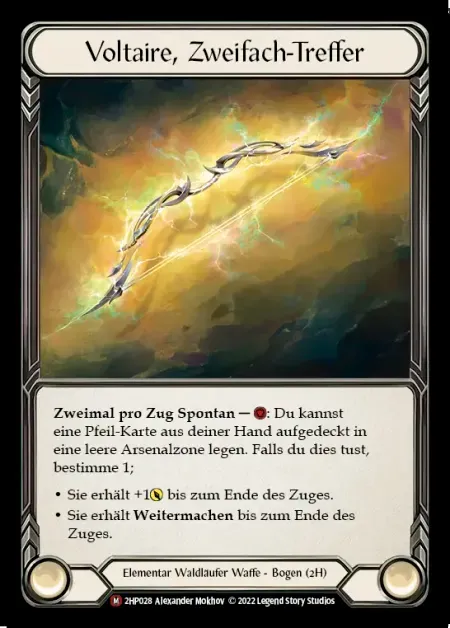 Voltaire, Zweifach-Treffer
Zweimal pro Zug Spontan — : Du kannst
eine Pfeil-Karte aus deiner Hand aufgedeckt in
eine leere Arsenalzone legen. Falls du dies tust,
bestimme 1;
• Sie erhält +1 bis zum Ende des Zuges.
• Sie erhält Weitermachen bis zum Ende des
Zuges.
Elementar Waldläufer Waffe - Bogen (2H)
M 2HP028 Alexander Mokhov © 2022 Legend Story Studios